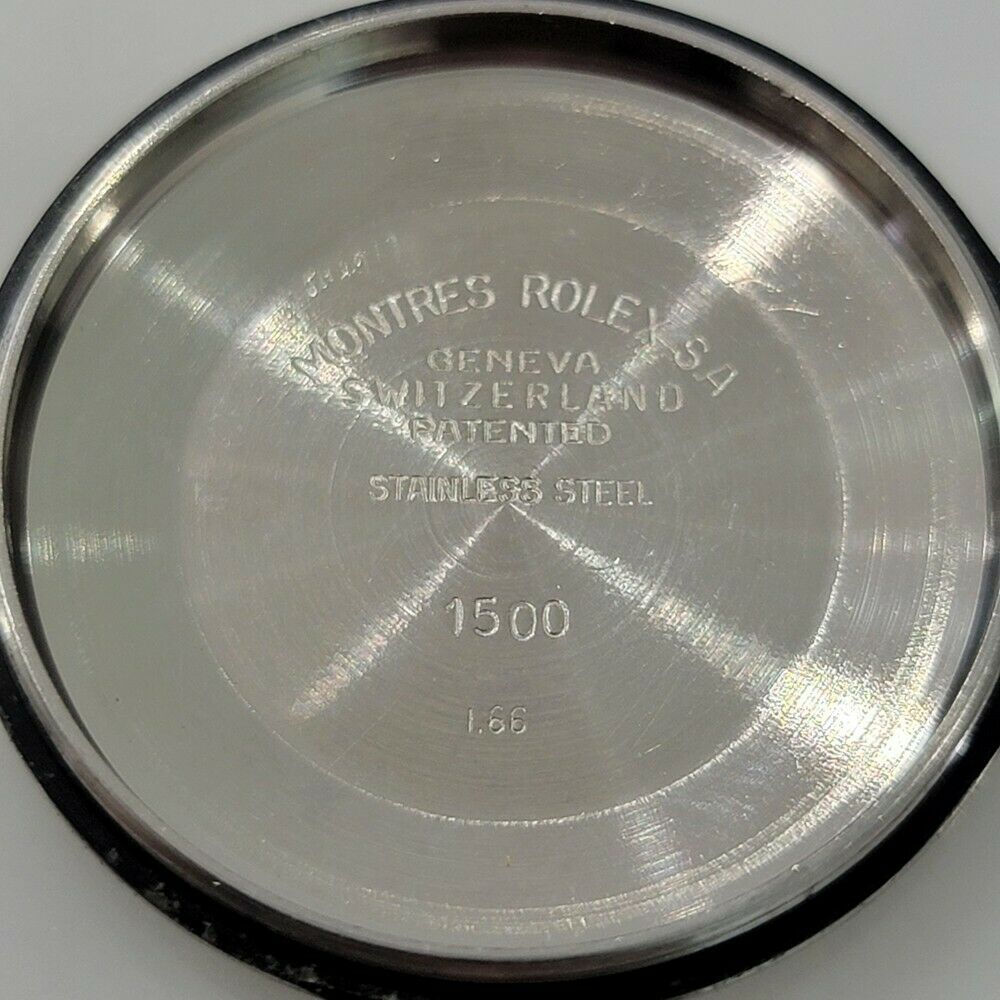 MONTRES ROLEX S.A
GENEVA
SWITZERLAND
PATENTED
STAINLESS STEEL
1500
I.66